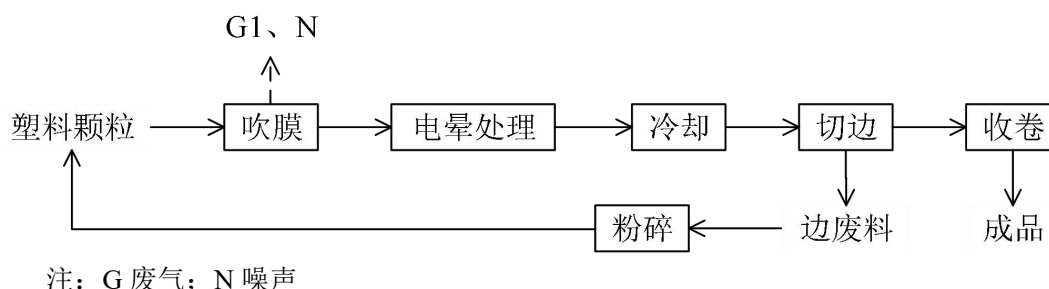 G1、N
塑料颗粒 吹膜 电晕处理 冷却 切边 收卷
粉碎 边废料 成品
注：G 废气；N 噪声